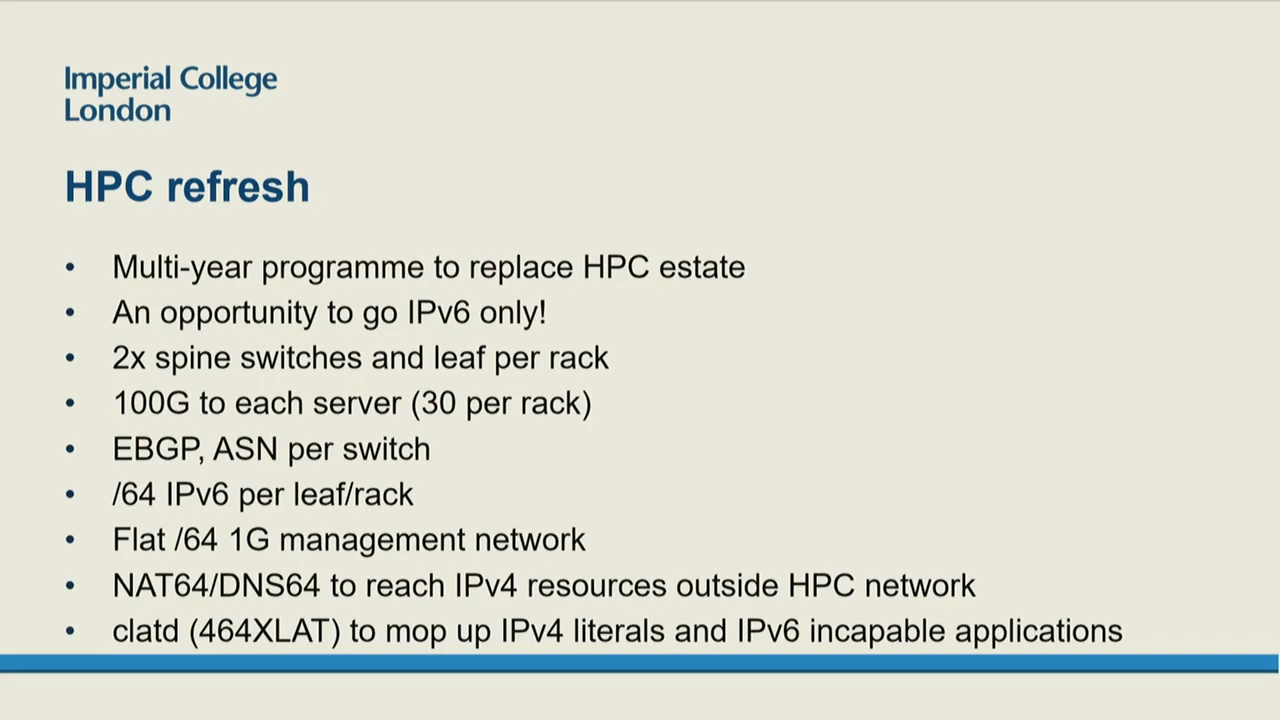 Imperial College
London
HPC refresh
• Multi-year programme to replace HPC estate
• An opportunity to go IPv6 only!
• 2x spine switches and leaf per rack
• 100G to each server (30 per rack)
• EBGP, ASN per switch
• /64 IPv6 per leaf/rack
• Flat /64 1G management network
• NAT64/DNS64 to reach IPv4 resources outside HPC network
• clatd (464XLAT) to mop up IPv4 literals and IPv6 incapable applications